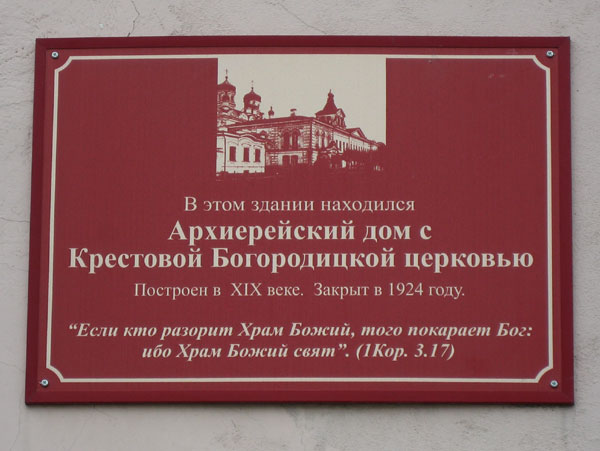 В этом здании находился
Архиерейский дом с
Крестовой Богородицкой церковью
Построен в XIX веке. Закрыт в 1924 году.
“Если кто разорит Храм Божий, того покарает Бог:
ибо Храм Божий свят”. (1Кор. 3.17)